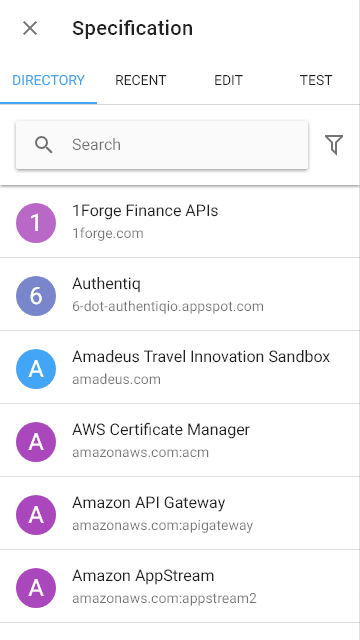 Specification
DIRECTORY RECENT EDIT TEST
Search
1
1Forge Finance APIs
1forge.com
6
Authentiq
6-dot-authentiqio.appspot.com
A
Amadeus Travel Innovation Sandbox
amadeus.com
A
AWS Certificate Manager
amazonaws.com:acm
A
Amazon API Gateway
amazonaws.com:apigateway
A
Amazon AppStream
amazonaws.com:appstream2